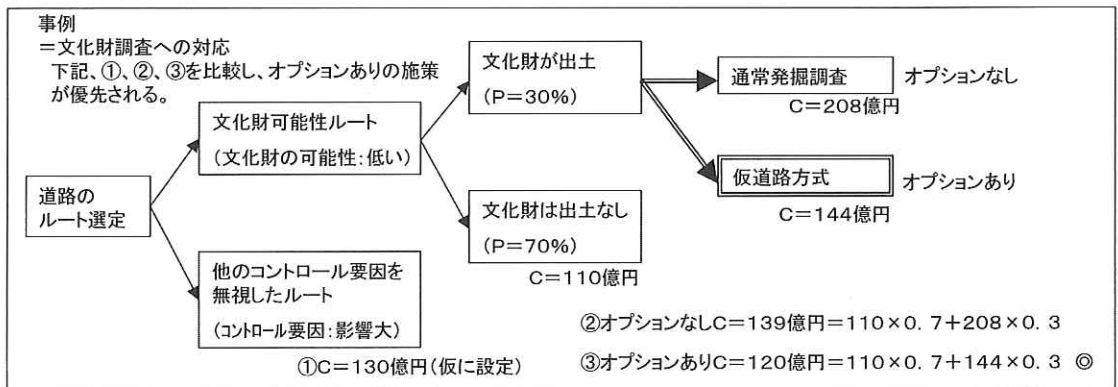 事例
＝文化財調査への対応
下記、①、②、③を比較し、オプションありの施策
が優先される。
道路の
ルート選定
文化財可能性ルート
(文化財の可能性:低い)
他のコントロール要因を
無視したルート
(コントロール要因:影響大)
①C＝130億円(仮に設定)
文化財が出土
(P＝30%)
文化財は出土なし
(P＝70%)
C＝110億円
通常発掘調査
オプションなし
C＝208億円
仮道路方式
オプションあり
C＝144億円
②オプションなしC＝139億円＝110×0.7＋208×0.3
③オプションありC＝120億円＝110×0.7＋144×0.3 ◎